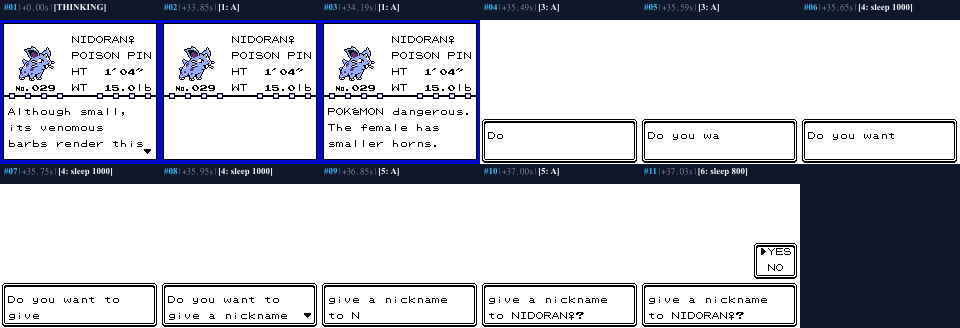 #01|+0.00s|[THINKING]
NIDORAN♀
POISON PIN
HT 1'04"
No.029 WT 15.0lb
Although small,
its venomous
barbs render this
#02|+33.85s|[1: A]
NIDORAN♀
POISON PIN
HT 1'04"
No.029 WT 15.0lb
#03|+34.19s|[1: A]
NIDORAN♀
POISON PIN
HT 1'04"
No.029 WT 15.0lb
POKéMON dangerous.
The female has
smaller horns.
#04|+35.49s|[3: A]
Do
#05|+35.59s|[3: A]
Do you wa
#06|+35.65s|[4: sleep 1000]
Do you want
#07|+35.75s|[4: sleep 1000]
Do you want to
give
#08|+35.95s|[4: sleep 1000]
Do you want to
give a nickname
#09|+36.85s|[5: A]
give a nickname
to N
#10|+37.00s|[5: A]
give a nickname
to NIDORAN♀?
#11|+37.03s|[6: sleep 800]
YES
NO
give a nickname
to NIDORAN♀?